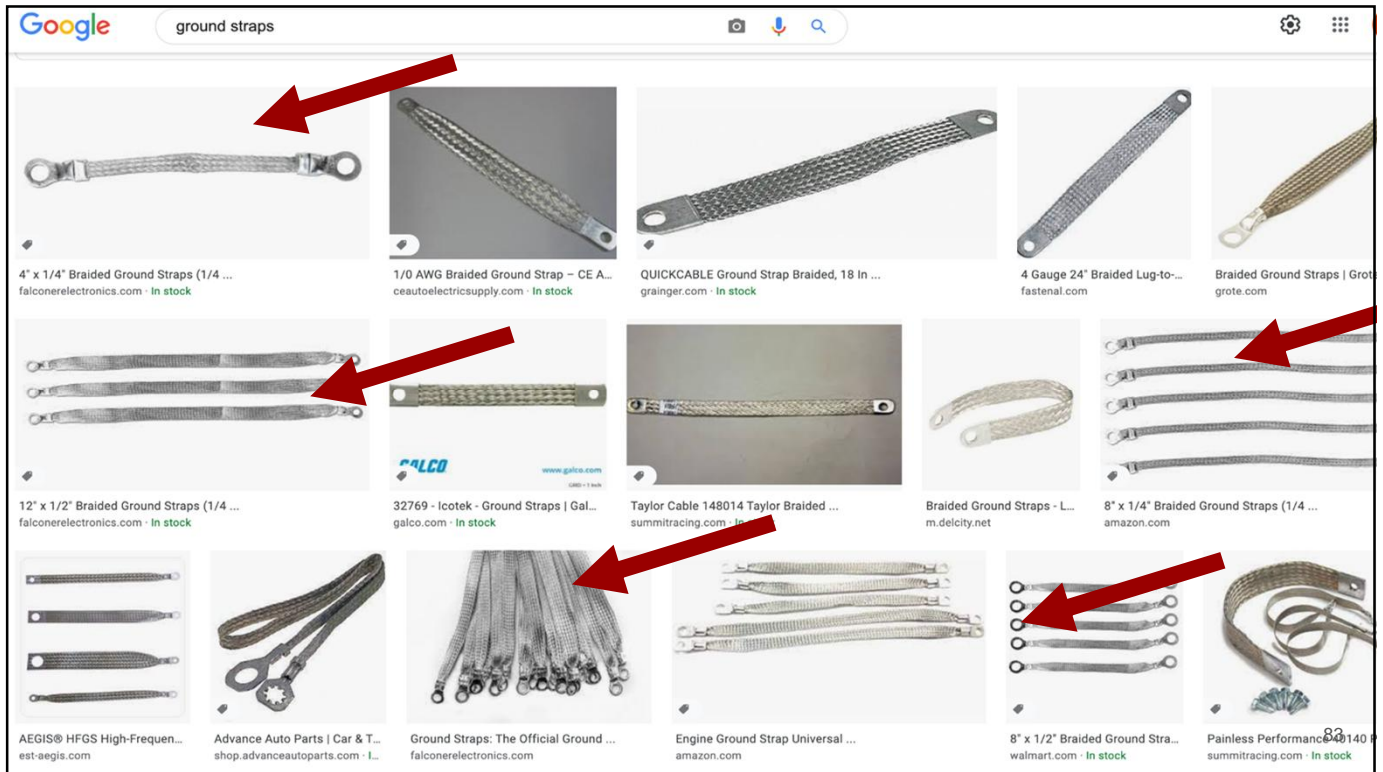 Google
ground straps
4" x 1/4" Braided Ground Straps (1/4 ...
falconerelectronics.com · In stock
1/0 AWG Braided Ground Strap – CE A...
ceautoelectricsupply.com · In stock
QUICKCABLE Ground Strap Braided, 18 In ...
grainger.com · In stock
4 Gauge 24" Braided Lug-to-...
fastenal.com
Braided Ground Straps | Grot
grote.com
GALCO
www.galco.com
GRID = 1 inch
12" x 1/2" Braided Ground Straps (1/4 ...
falconerelectronics.com · In stock
32769 - Icotek - Ground Straps | Gal...
galco.com · In stock
Taylor Cable 148014 Taylor Braided ...
summitracing.com · In
Braided Ground Straps - L...
m.delcity.net
8" x 1/4" Braided Ground Straps (1/4 ...
amazon.com
AEGIS® HFGS High-Frequen...
est-aegis.com
Advance Auto Parts | Car & T...
shop.advanceautoparts.com · I...
Ground Straps: The Official Ground ...
falconerelectronics.com
Engine Ground Strap Universal ...
amazon.com
8" x 1/2" Braided Ground Stra...
walmart.com · In stock
Painless Performance 40140 P
summitracing.com · In stock
83